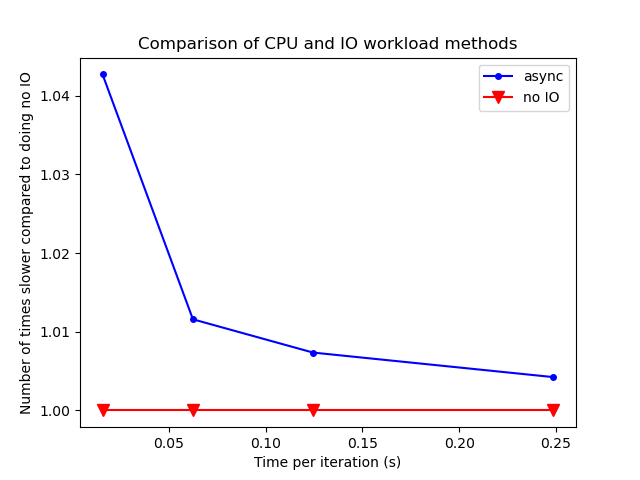 Comparison of CPU and IO workload methods
Number of times slower compared to doing no IO
1.04
1.03
1.02
1.01
1.00
async
no IO
0.05 0.10 0.15 0.20 0.25
Time per iteration (s)